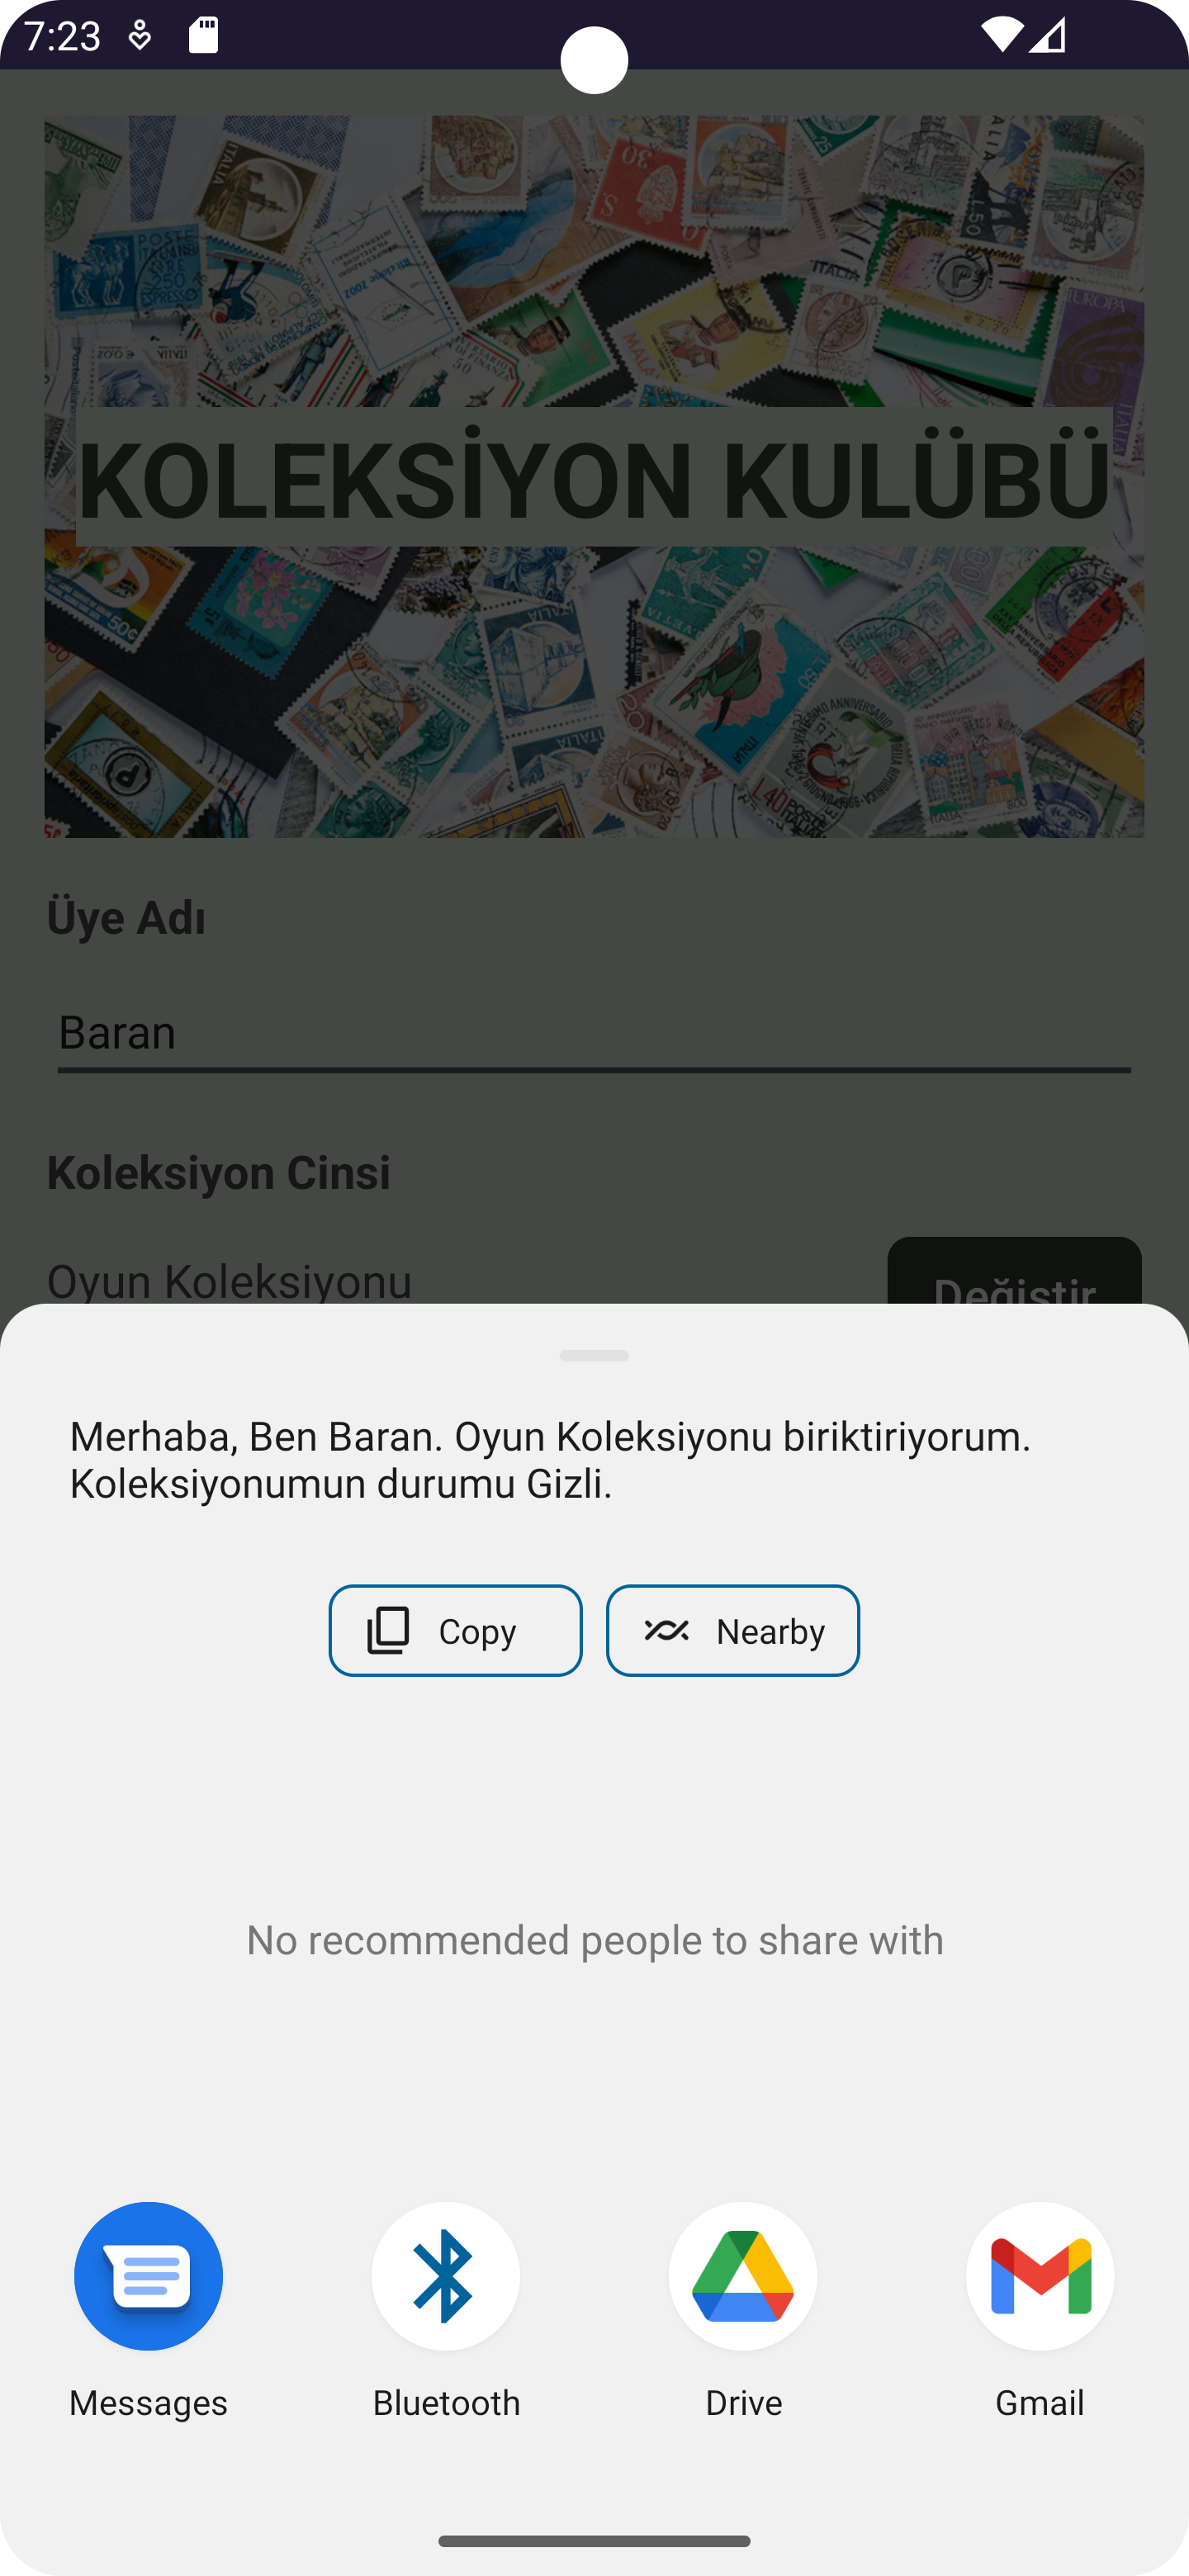 7:23
KOLEKSİYON KULÜBÜ
Üye Adı
Baran
Koleksiyon Cinsi
Oyun Koleksiyonu
Değiştir
Merhaba, Ben Baran. Oyun Koleksiyonu biriktiriyorum.
Koleksiyonumun durumu Gizli.
Copy
Nearby
No recommended people to share with
Messages
Bluetooth
Drive
Gmail